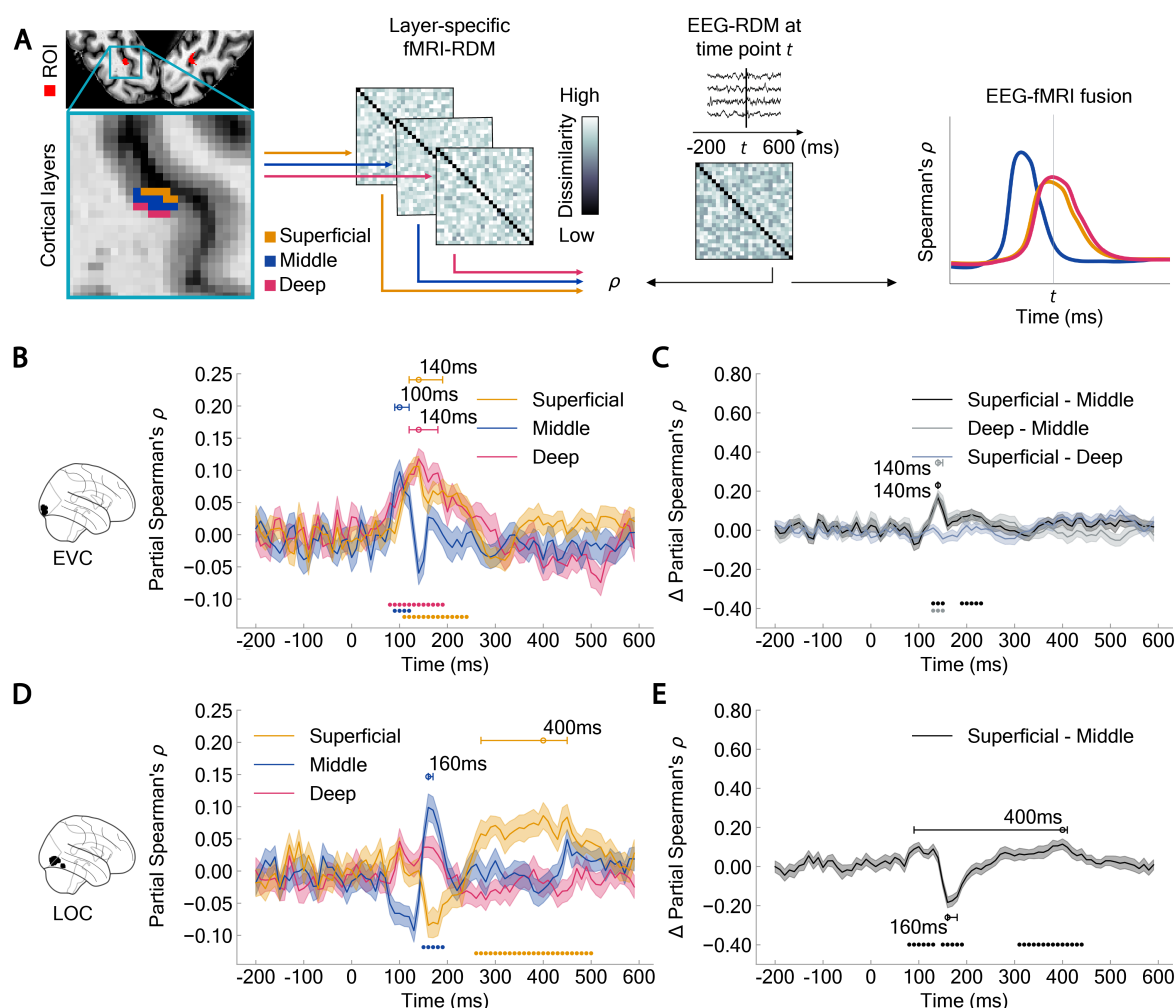 A
ROI
Cortical layers
Superficial
Middle
Deep
Layer-specific
fMRI-RDM
High
Dissimilarity
Low
EEG-RDM at
time point t
-200 t 600 (ms)
ρ
EEG-fMRI fusion
Spearman's ρ
t
Time (ms)
B
EVC
Partial Spearman's ρ
0.25
0.20
0.15
0.10
0.05
0.00
−0.05
−0.10
140ms
100ms
140ms
Superficial
Middle
Deep
-200 -100 0 100 200 300 400 500 600
Time (ms)
C
Δ Partial Spearman's ρ
0.80
0.60
0.40
0.20
0.00
−0.20
−0.40
Superficial - Middle
Deep - Middle
Superficial - Deep
140ms
140ms
-200 -100 0 100 200 300 400 500 600
Time (ms)
D
LOC
Partial Spearman's ρ
0.25
0.20
0.15
0.10
0.05
0.00
−0.05
−0.10
Superficial
Middle
Deep
400ms
160ms
-200 -100 0 100 200 300 400 500 600
Time (ms)
E
Δ Partial Spearman's ρ
0.80
0.60
0.40
0.20
0.00
−0.20
−0.40
Superficial - Middle
400ms
160ms
-200 -100 0 100 200 300 400 500 600
Time (ms)